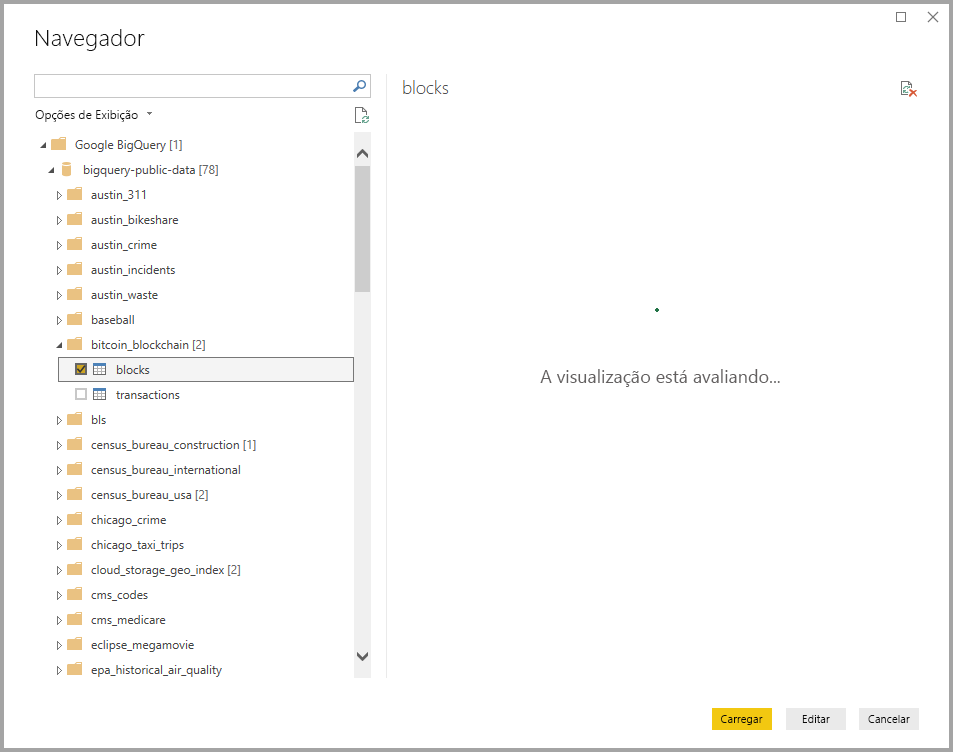 Navegador
Opções de Exibição
Google BigQuery [1]
bigquery-public-data [78]
austin_311
austin_bikeshare
austin_crime
austin_incidents
austin_waste
baseball
bitcoin_blockchain [2]
blocks
transactions
bls
census_bureau_construction [1]
census_bureau_international
census_bureau_usa [2]
chicago_crime
chicago_taxi_trips
cloud_storage_geo_index [2]
cms_codes
cms_medicare
eclipse_megamovie
epa_historical_air_quality
blocks
A visualização está avaliando...
Carregar Editar Cancelar